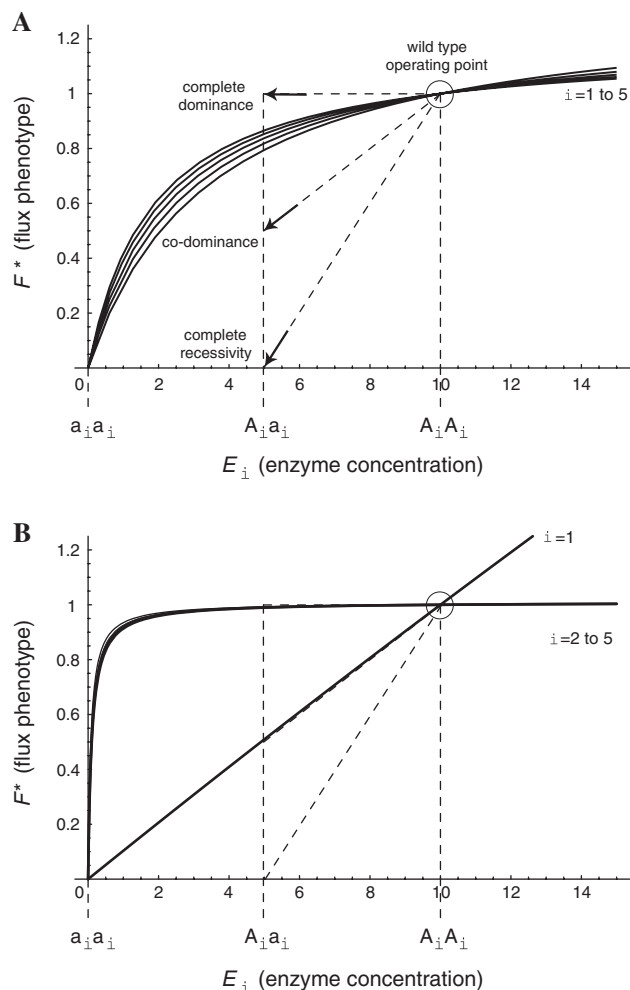 A
1.2
1
0.8
0.6
0.4
0.2
F* (flux phenotype)
wild type
operating point
complete
dominance
i=1 to 5
co-dominance
complete
recessivity
0 2 4 6 8 10 12 14
aᵢaᵢ Aᵢaᵢ AᵢAᵢ
Eᵢ (enzyme concentration)
B
1.2
1
0.8
0.6
0.4
0.2
F* (flux phenotype)
i=1
i=2 to 5
0 2 4 6 8 10 12 14
aᵢaᵢ Aᵢaᵢ AᵢAᵢ
Eᵢ (enzyme concentration)